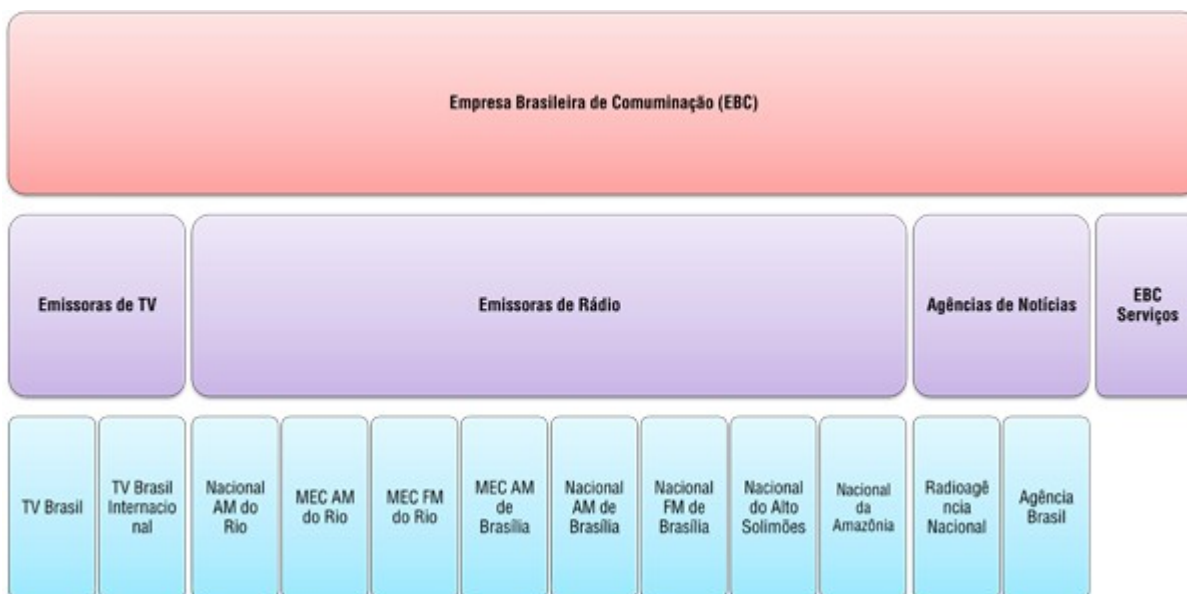 Empresa Brasileira de Comuminação (EBC)
Emissoras de TV
Emissoras de Rádio
Agências de Notícias
EBC
Serviços
TV Brasil
TV Brasil
Internacio
nal
Nacional
AM do
Rio
MEC AM
do Rio
MEC FM
do Rio
MEC AM
de
Brasília
Nacional
AM de
Brasília
Nacional
FM de
Brasília
Nacional
do Alto
Solimões
Nacional
da
Amazônia
Radioagê
ncia
Nacional
Agência
Brasil